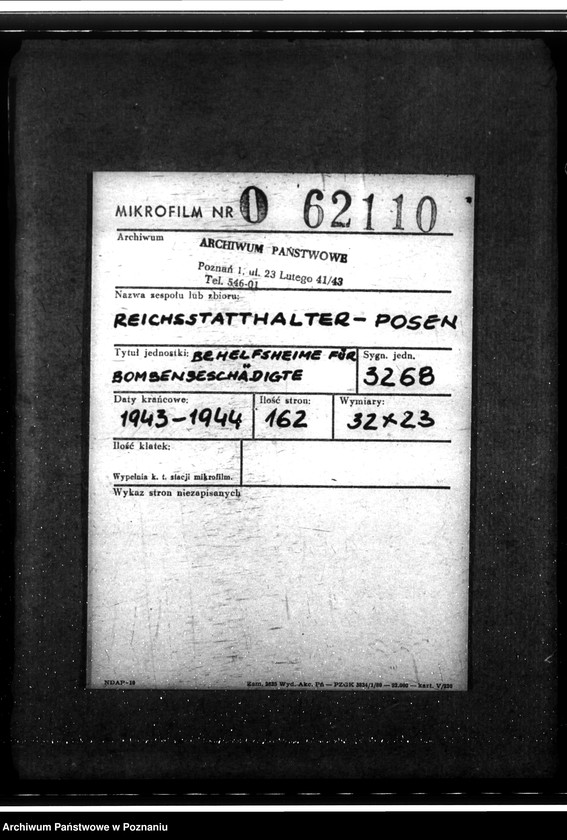 MIKROFILM NR O 62110
Archiwum
ARCHIWUM PAŃSTWOWE
Poznań 1, ul. 23 Lutego 41/43
Tel. 546-01
Nazwa zespołu lub zbioru:
REICHSSTATTHALTER - POSEN
Tytuł jednostki: BEHELFSHEIME FÜR
BOMBENGESCHÄDIGTE
Sygn. jedn.
3268
Daty krańcowe:
1943-1944
Ilość stron:
162
Wymiary:
32×23
Ilość klatek:
Wypełnia k. t. stacji mikrofilm.
Wykaz stron niezapisanych
NDAP-10
Archiwum Państwowe w Poznaniu